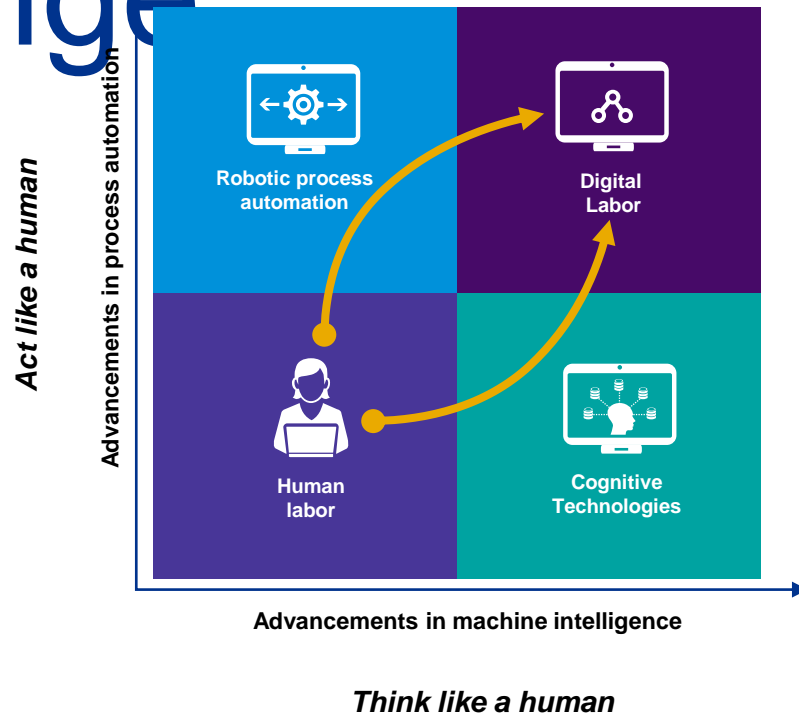 Act like a human
Advancements in process automation
Robotic process
automation
Digital
Labor
Human
labor
Cognitive
Technologies
Advancements in machine intelligence
Think like a human